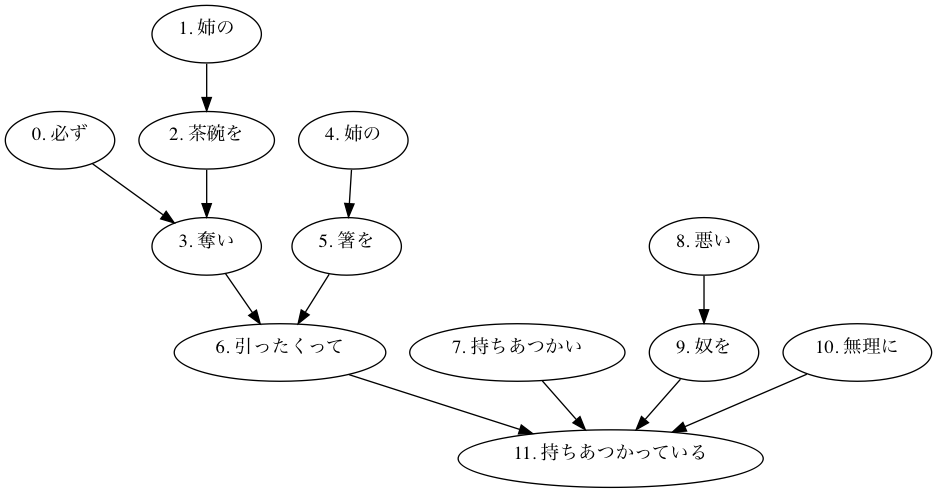 1. 姉の
0. 必ず
2. 茶碗を
4. 姉の
3. 奪い
5. 箸を
8. 悪い
6. 引ったくって
7. 持ちあつかい
9. 奴を
10. 無理に
11. 持ちあつかっている